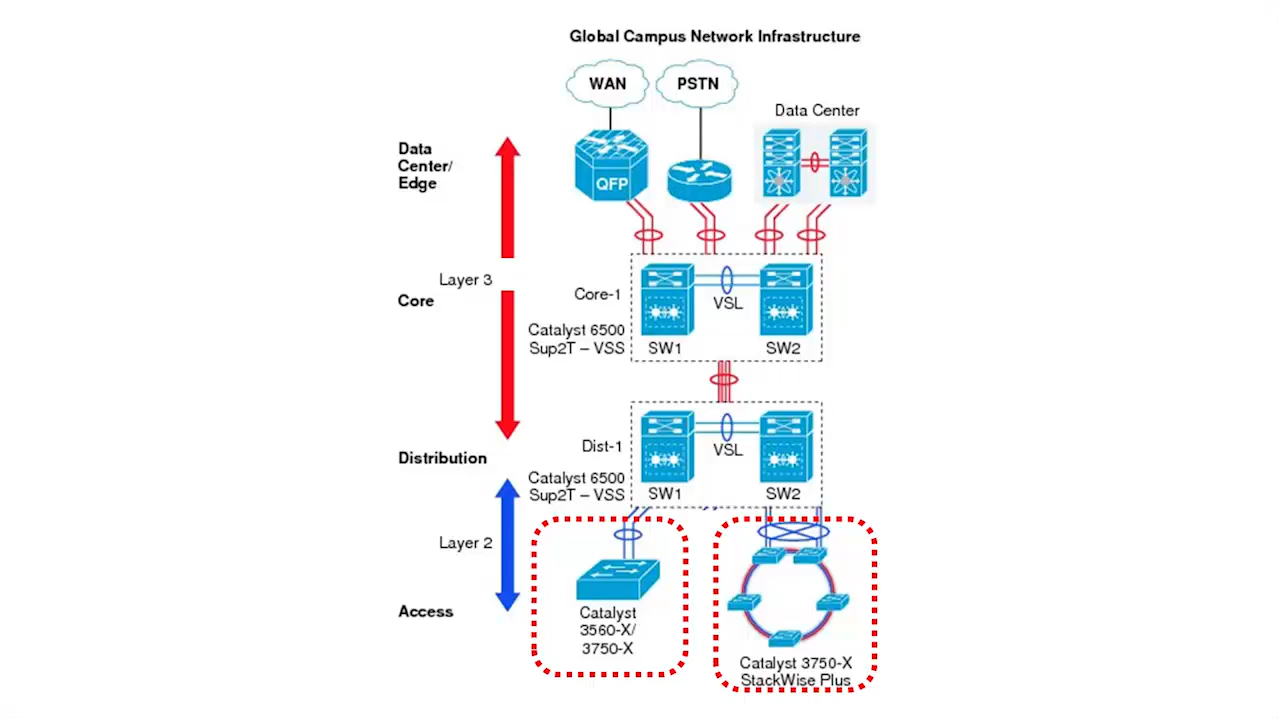 Global Campus Network Infrastructure
WAN
PSTN
Data Center
Data
Center/
Edge
QFP
Layer 3
Core
Core-1
VSL
Catalyst 6500
Sup2T – VSS
SW1
SW2
Dist-1
VSL
Distribution
Catalyst 6500
Sup2T – VSS
SW1
SW2
Layer 2
Access
Catalyst
3560-X/
3750-X
Catalyst 3750-X
StackWise Plus